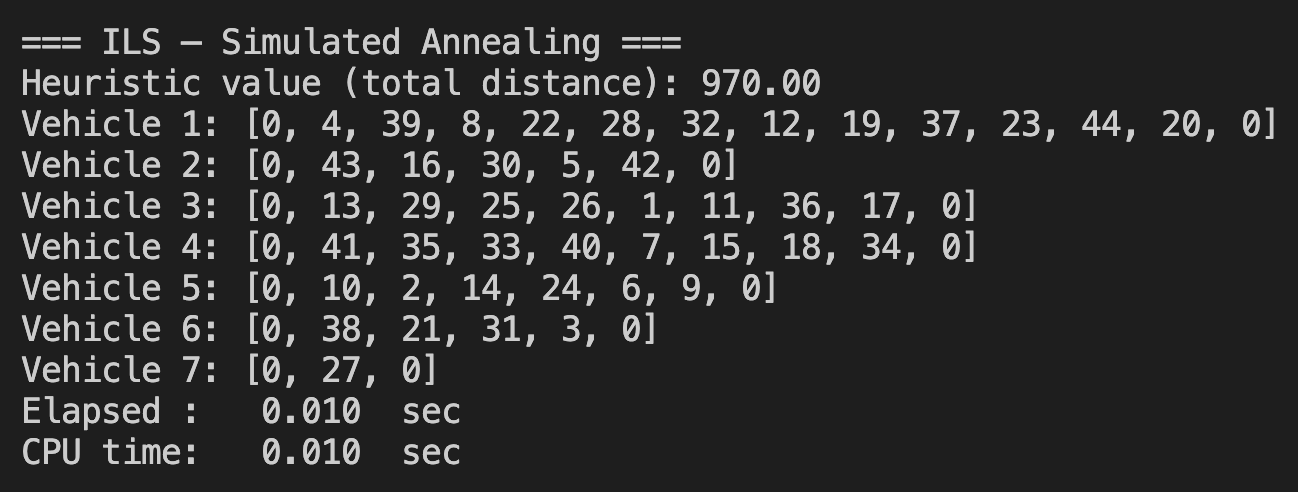 === ILS – Simulated Annealing ===
Heuristic value (total distance): 970.00
Vehicle 1: [0, 4, 39, 8, 22, 28, 32, 12, 19, 37, 23, 44, 20, 0]
Vehicle 2: [0, 43, 16, 30, 5, 42, 0]
Vehicle 3: [0, 13, 29, 25, 26, 1, 11, 36, 17, 0]
Vehicle 4: [0, 41, 35, 33, 40, 7, 15, 18, 34, 0]
Vehicle 5: [0, 10, 2, 14, 24, 6, 9, 0]
Vehicle 6: [0, 38, 21, 31, 3, 0]
Vehicle 7: [0, 27, 0]
Elapsed :   0.010  sec
CPU time:   0.010  sec